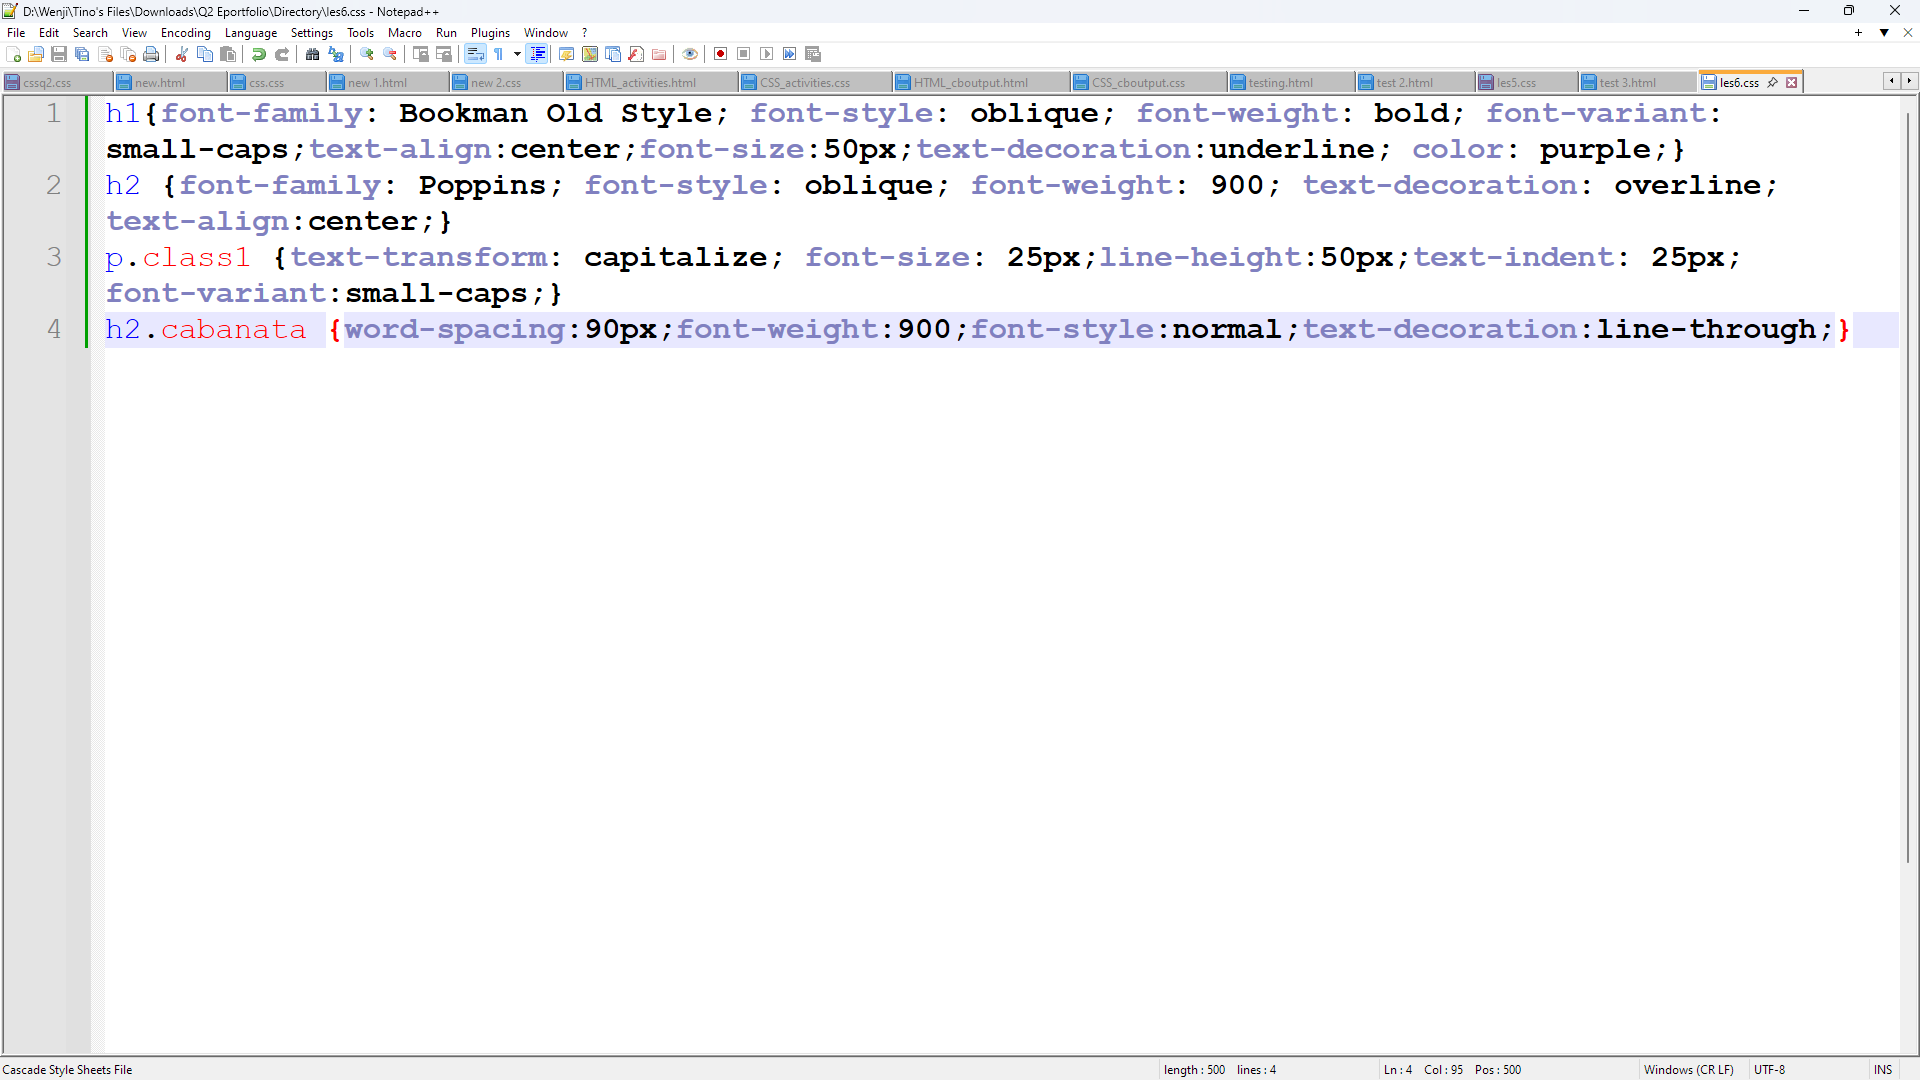 D:\Wenji\Tino's Files\Downloads\Q2 Eportfolio\Directory\les6.css - Notepad++
File Edit Search View Encoding Language Settings Tools Macro Run Plugins Window ?
cssq2.css new.html css.css new 1.html new 2.css HTML_activities.html CSS_activities.css HTML_cboutput.html CSS_cboutput.css testing.html test 2.html les5.css test 3.html les6.css
1 h1{font-family: Bookman Old Style; font-style: oblique; font-weight: bold; font-variant:
small-caps;text-align:center;font-size:50px;text-decoration:underline; color: purple;}
2 h2 {font-family: Poppins; font-style: oblique; font-weight: 900; text-decoration: overline;
text-align:center;}
3 p.class1 {text-transform: capitalize; font-size: 25px;line-height:50px;text-indent: 25px;
font-variant:small-caps;}
4 h2.cabanata {word-spacing:90px;font-weight:900;font-style:normal;text-decoration:line-through;}
Cascade Style Sheets File length : 500 lines : 4 Ln : 4 Col : 95 Pos : 500 Windows (CR LF) UTF-8 INS